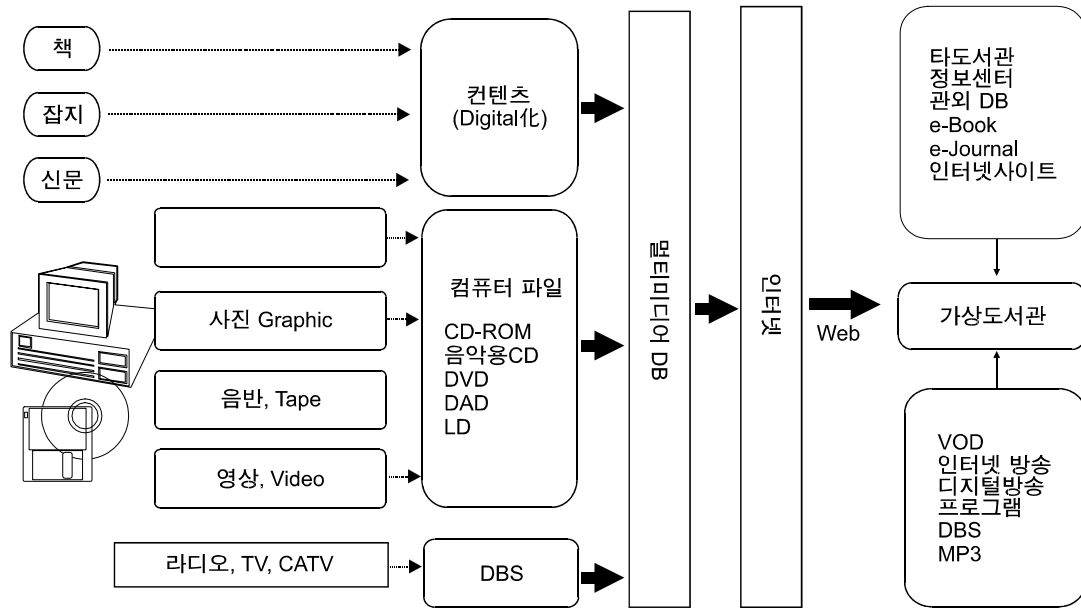 책
잡지
신문
컨텐츠
(Digital化)
사진 Graphic
음반, Tape
영상, Video
컴퓨터 파일
CD-ROM
음악용CD
DVD
DAD
LD
라디오, TV, CATV
DBS
멀티미디어 DB
인터넷
Web
타도서관
정보센터
관외 DB
e-Book
e-Journal
인터넷사이트
가상도서관
VOD
인터넷 방송
디지털방송
프로그램
DBS
MP3